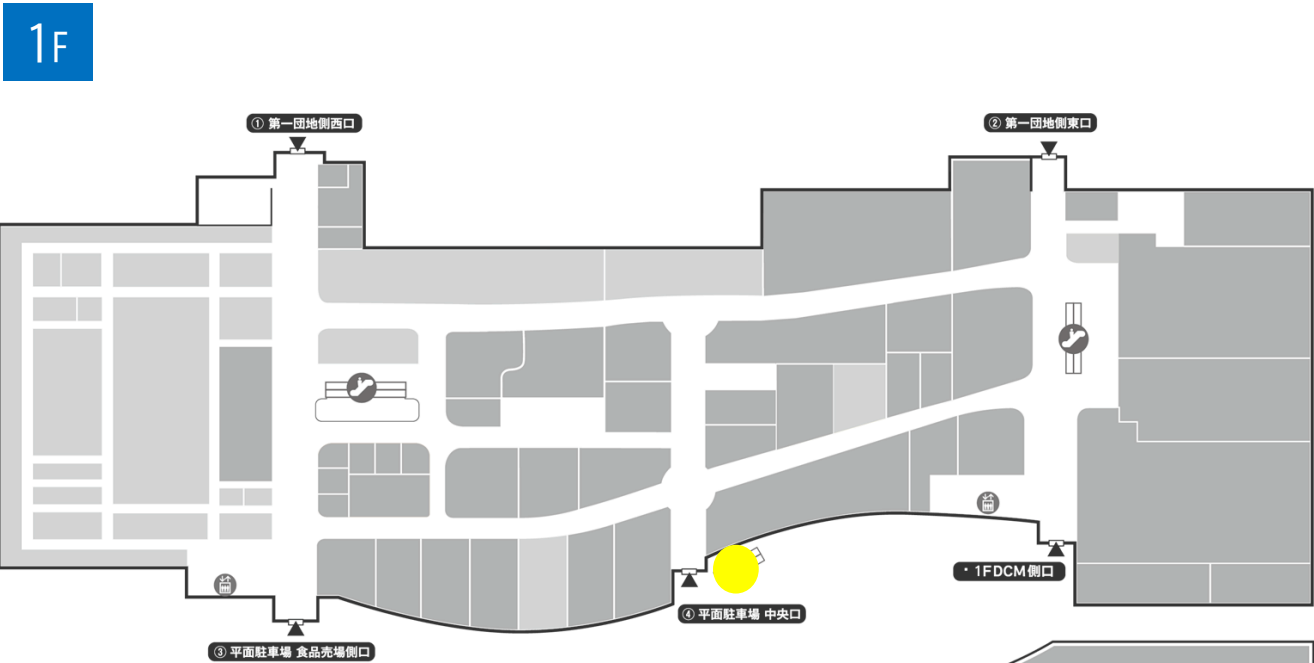 1F
① 第一団地側西口
② 第一団地側東口
・1FDCM側口
④ 平面駐車場 中央口
③ 平面駐車場 食品売場側口